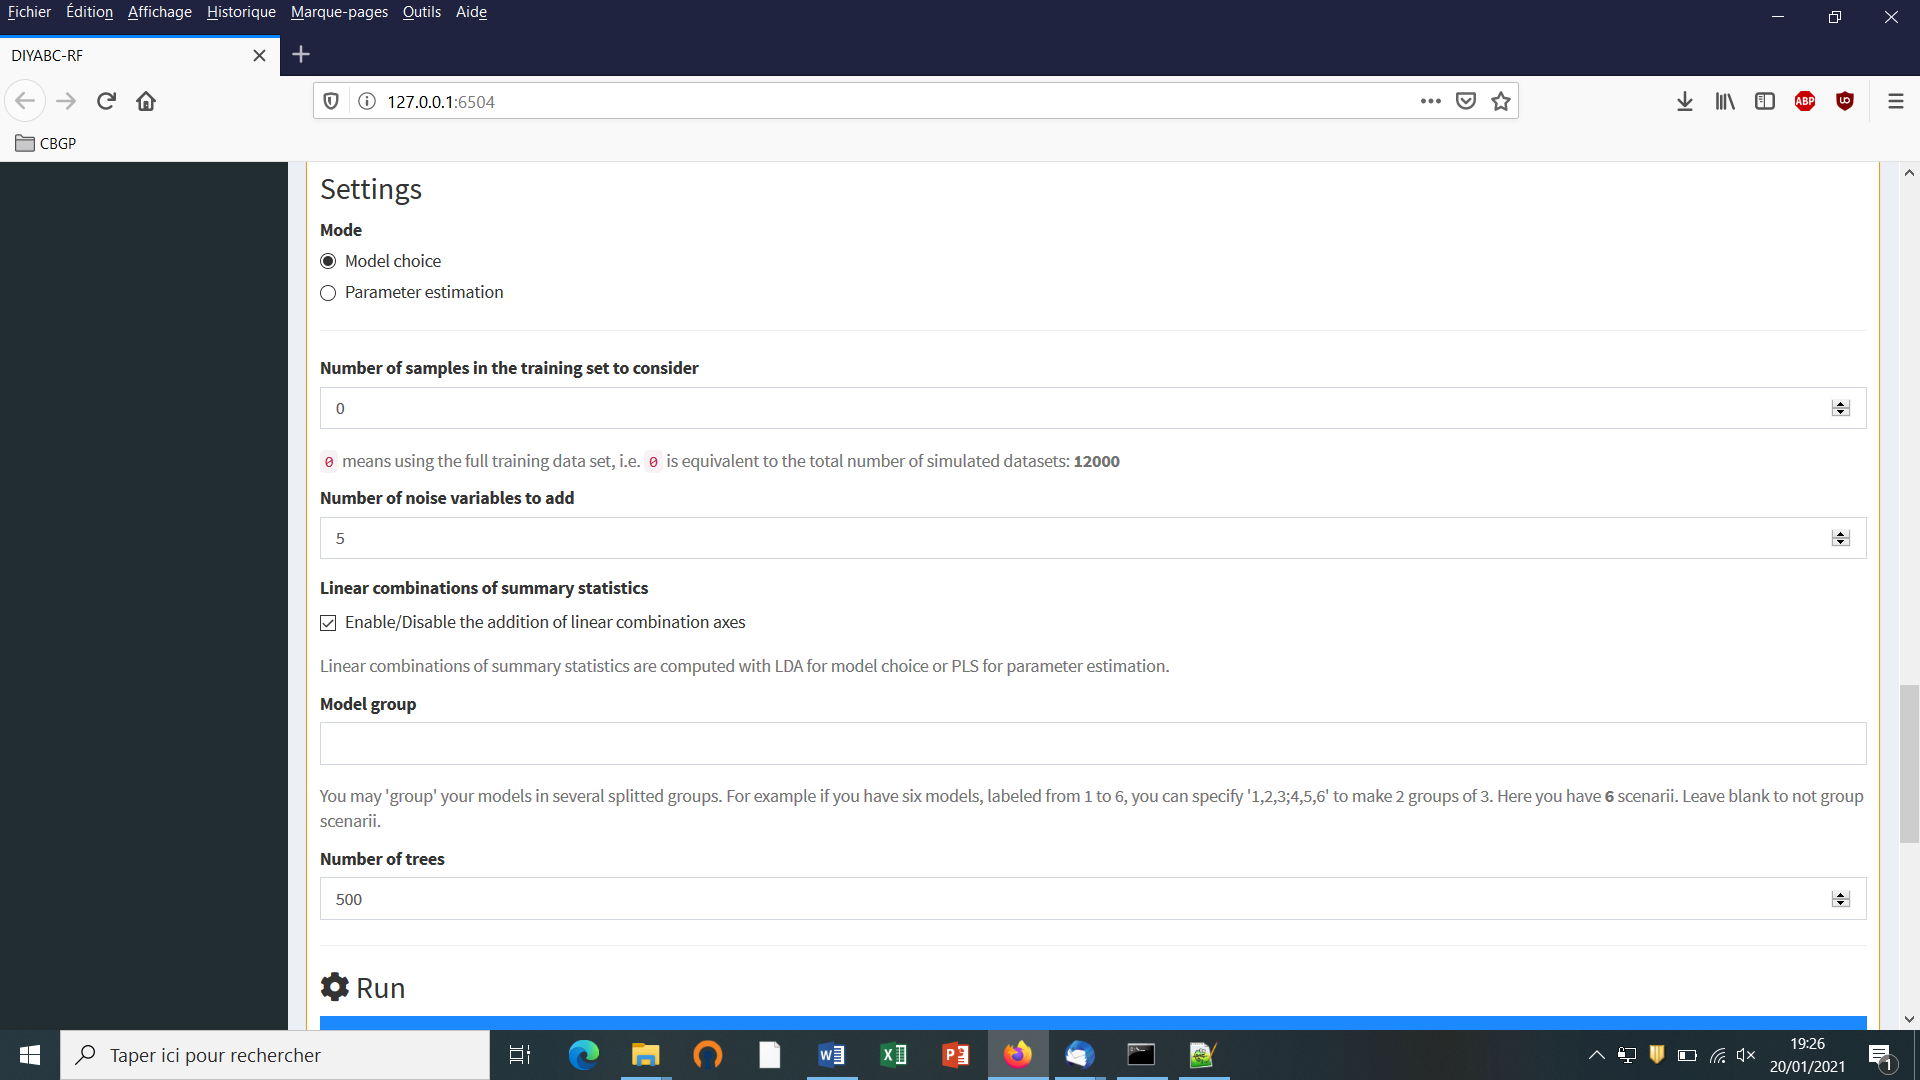 Fichier Édition Affichage Historique Marque-pages Outils Aide
DIYABC-RF
127.0.0.1:6504
ABP
CBGP
Settings
Mode
Model choice
Parameter estimation
Number of samples in the training set to consider
0
0 means using the full training data set, i.e. 0 is equivalent to the total number of simulated datasets: 12000
Number of noise variables to add
5
Linear combinations of summary statistics
Enable/Disable the addition of linear combination axes
Linear combinations of summary statistics are computed with LDA for model choice or PLS for parameter estimation.
Model group
You may 'group' your models in several splitted groups. For example if you have six models, labeled from 1 to 6, you can specify '1,2,3;4,5,6' to make 2 groups of 3. Here you have 6 scenarii. Leave blank to not group
scenarii.
Number of trees
500
Run
Taper ici pour rechercher
19:26
20/01/2021
1